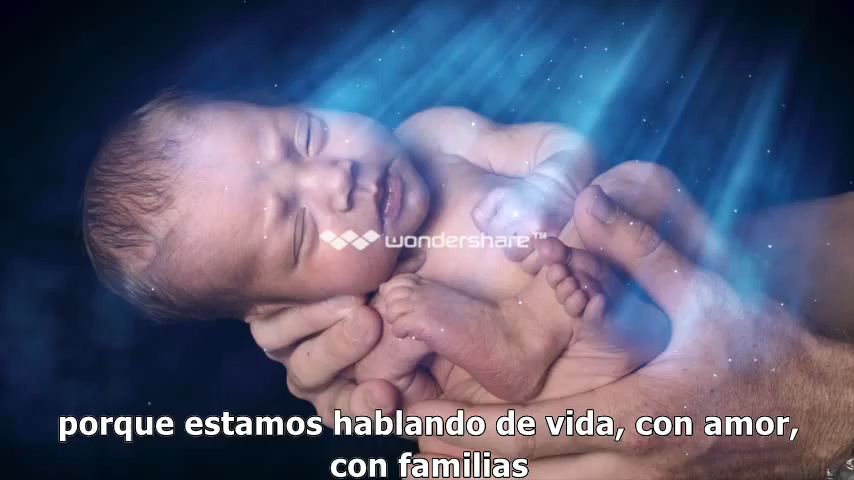 wondershare™
porque estamos hablando de vida, con amor,
con familias